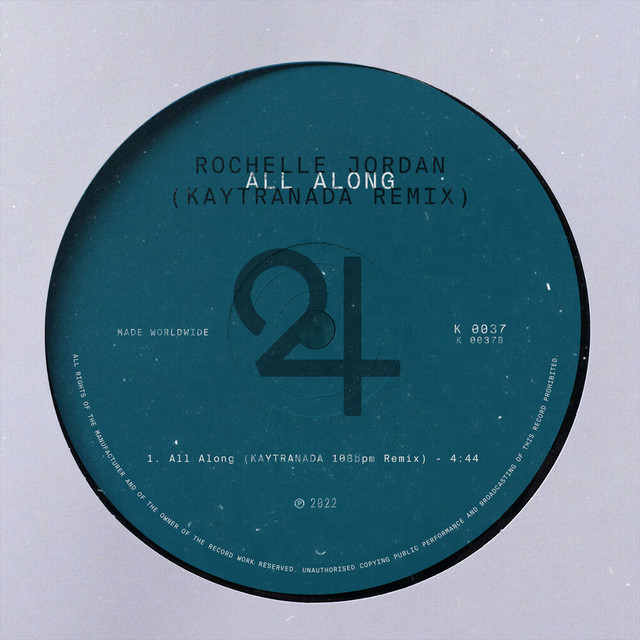 ROCHELLE JORDAN
ALL ALONG
(KAYTRANADA REMIX)
MADE WORLDWIDE
K 0037
K 0037B
1. All Along (KAYTRANADA 108bpm Remix) - 4:44
℗ 2022
ALL RIGHTS OF THE MANUFACTURER AND OF THE OWNER OF THE RECORD WORK RESERVED. UNAUTHORISED COPYING PUBLIC PERFORMANCE AND BROADCASTING OF THIS RECORD PROHIBITED.